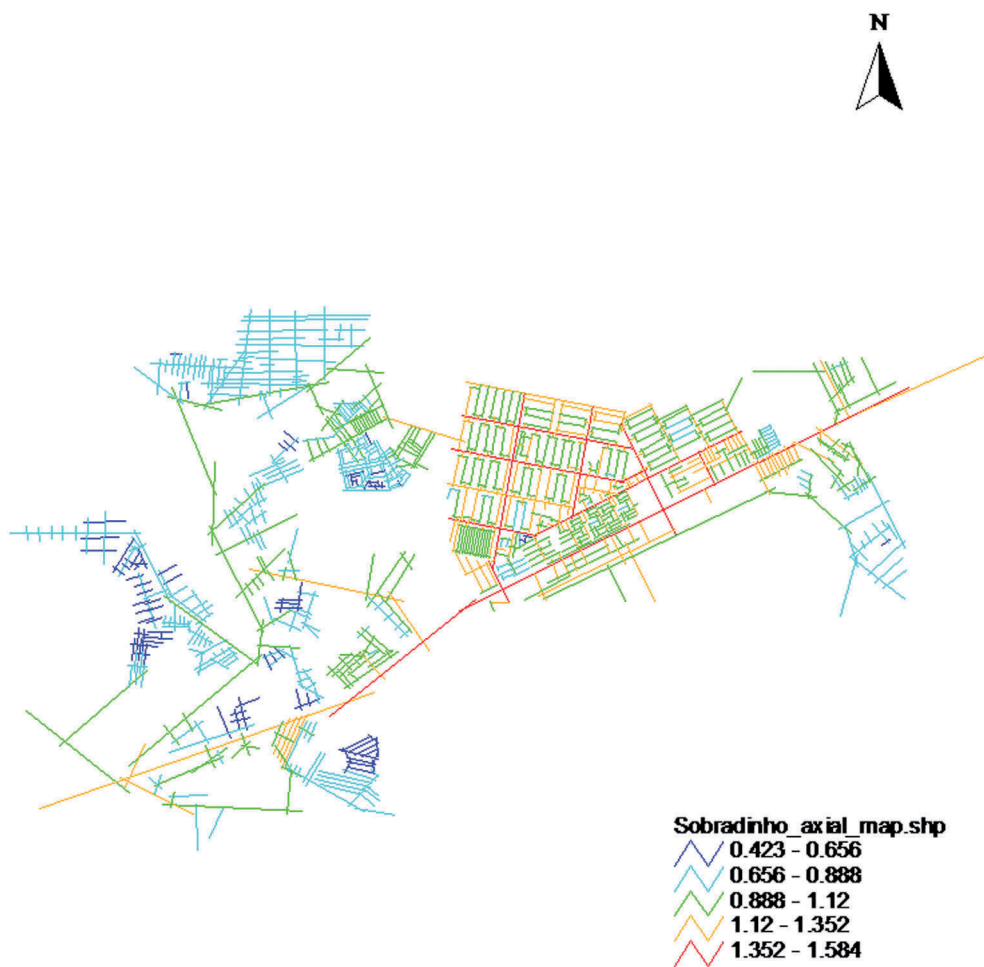 N
Sobradinho_axial_map.shp
0.423 - 0.656
0.656 - 0.888
0.888 - 1.12
1.12 - 1.352
1.352 - 1.584